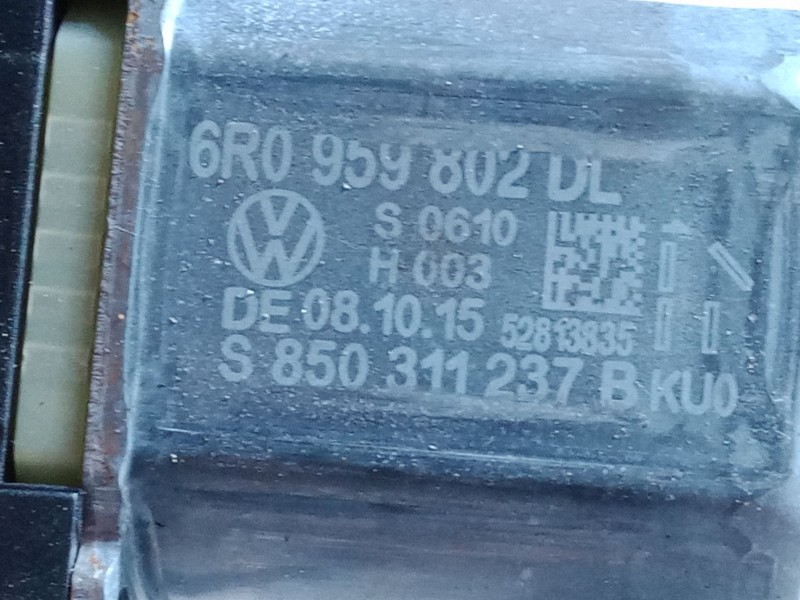 6R0 959 802 DL
S 0610
H 003
DE 08.10.15 52813835
S 850 311 237 B KU0